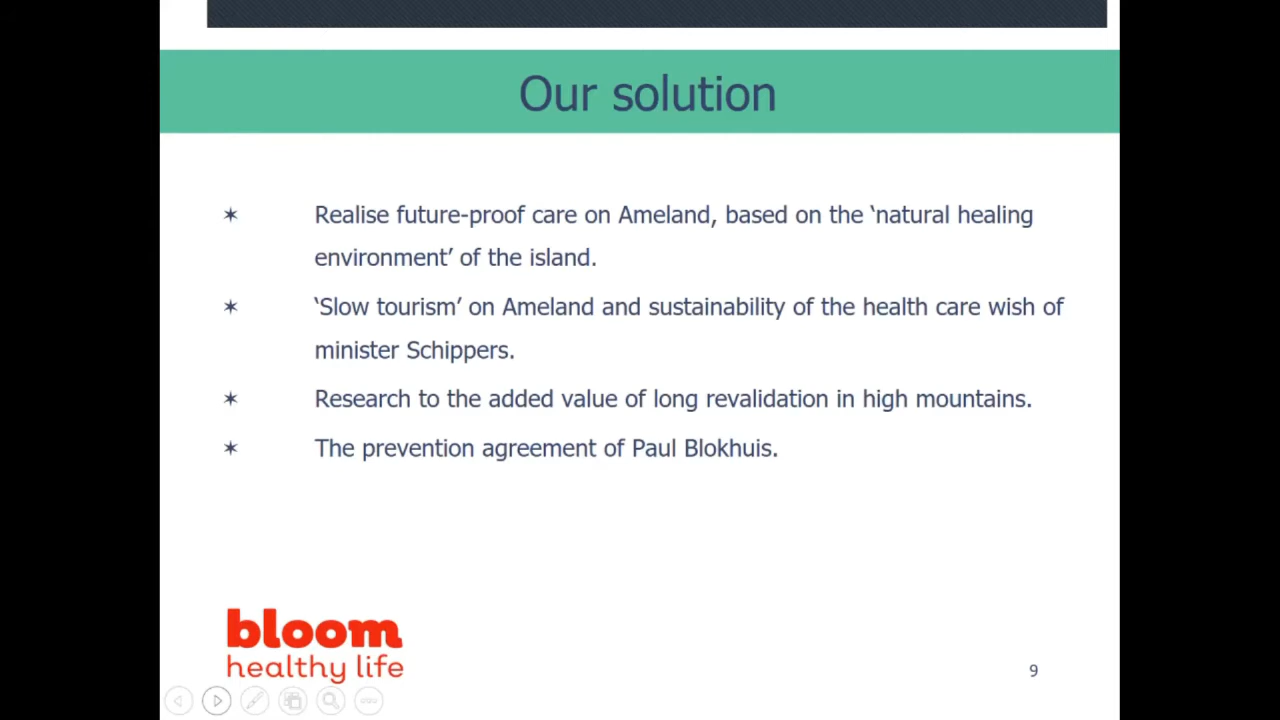 Our solution
✶ Realise future-proof care on Ameland, based on the ‘natural healing
environment’ of the island.
✶ ‘Slow tourism’ on Ameland and sustainability of the health care wish of
minister Schippers.
✶ Research to the added value of long revalidation in high mountains.
✶ The prevention agreement of Paul Blokhuis.
bloom
healthy life
9